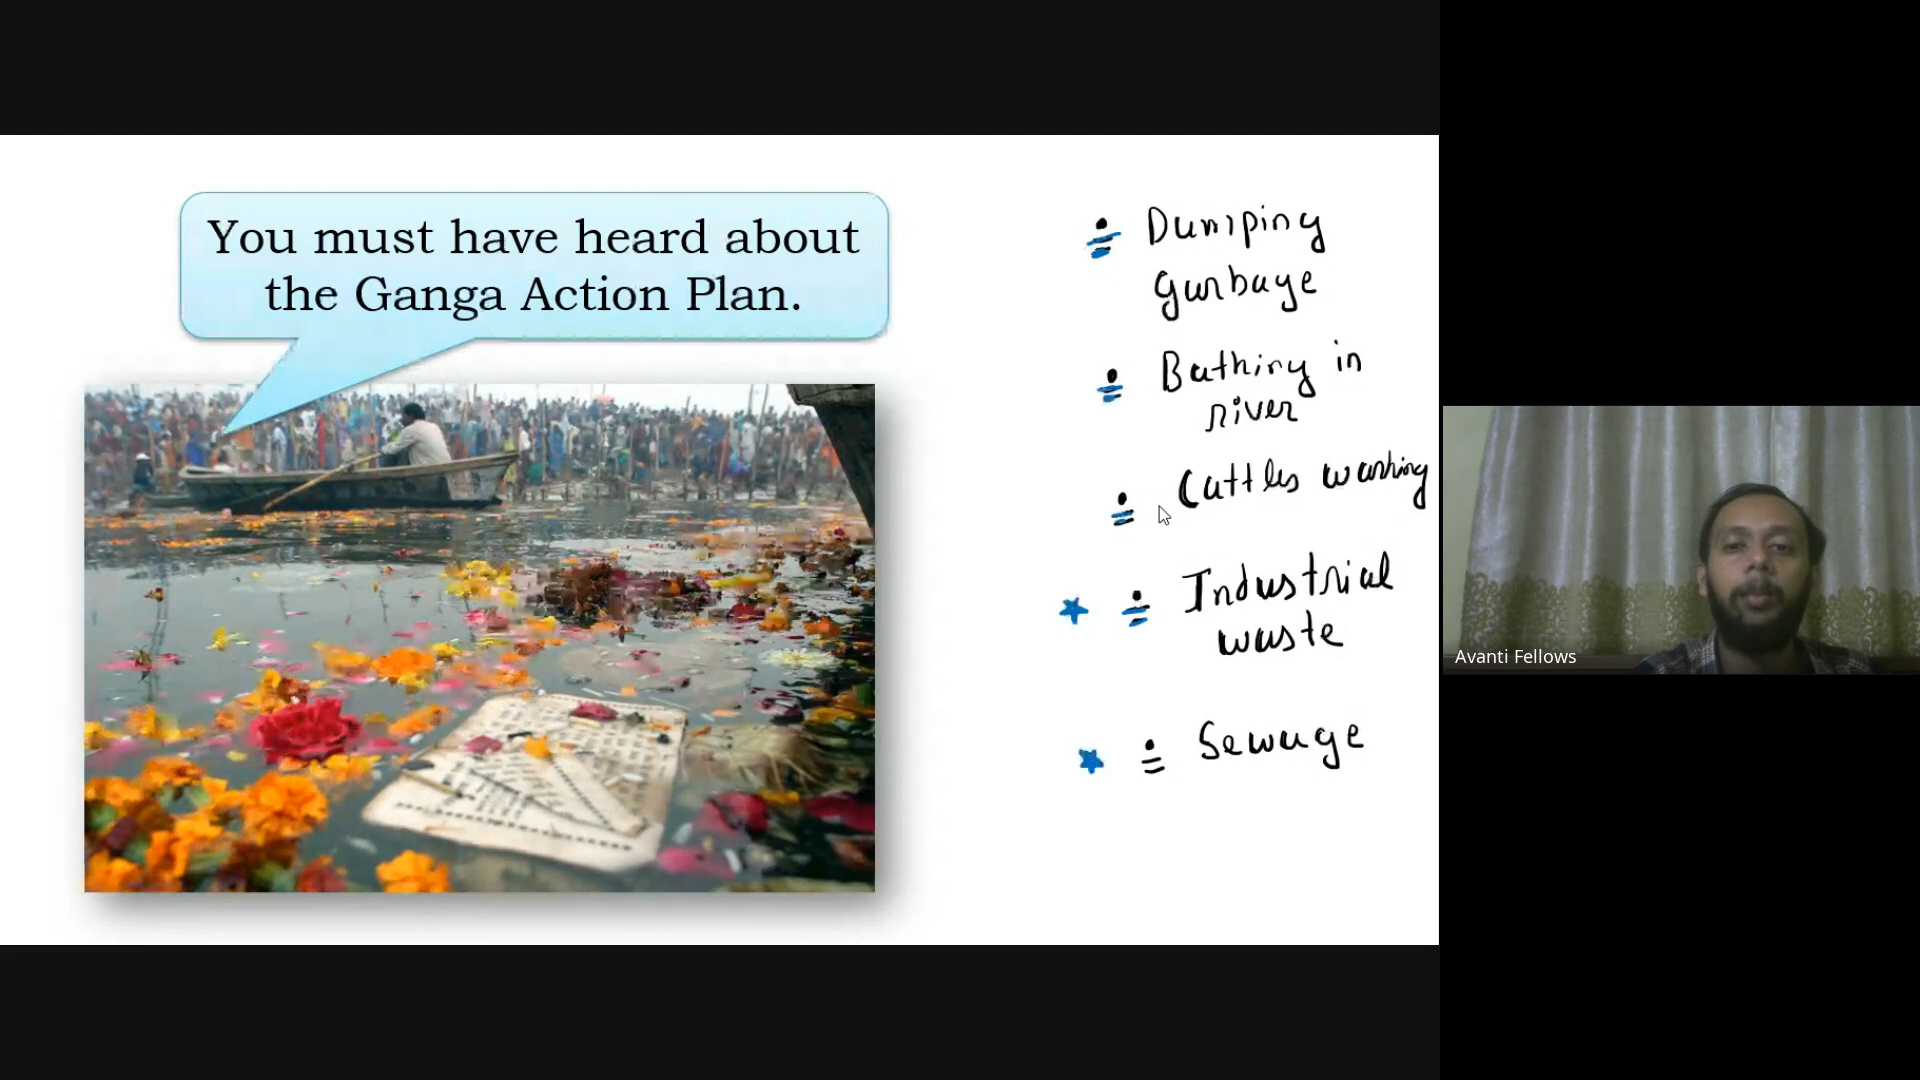 You must have heard about
the Ganga Action Plan.
Dumping
garbage
Bathing in
river
Cattles washing
Industrial
waste
Sewage
Avanti Fellows